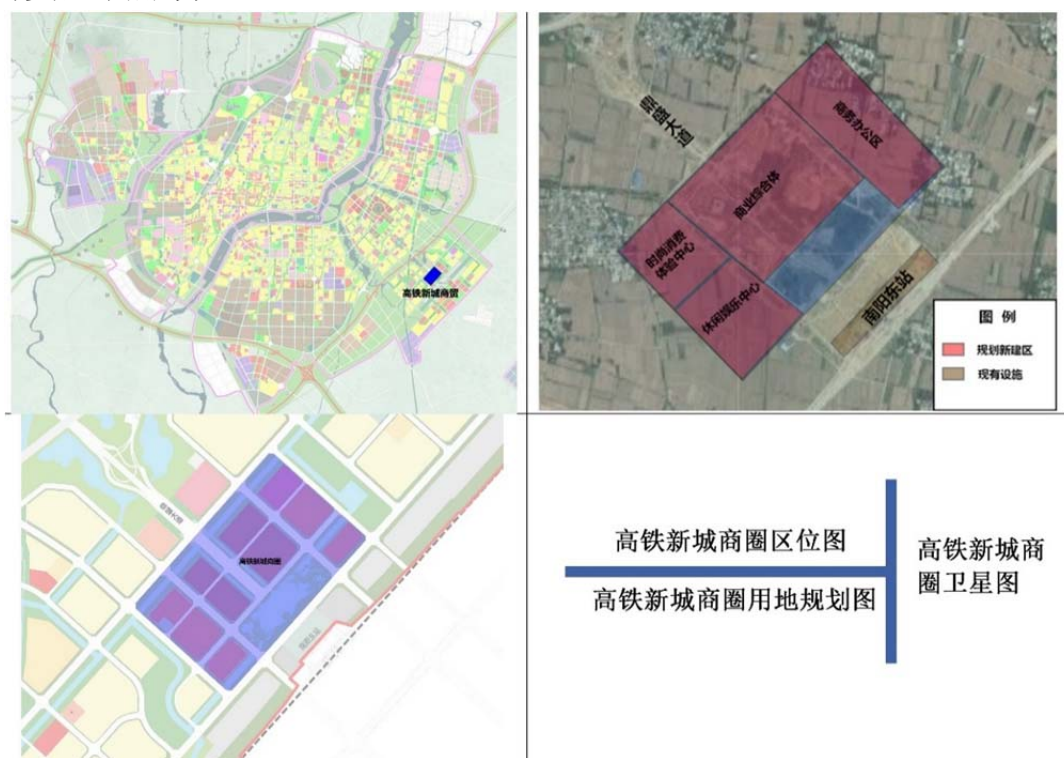 高铁新城商贸
鼎盛大道
商务办公区
商业综合体
时尚消费
体验中心
休闲娱乐中心
南阳东站
图 例
规划新建区
现有设施
高铁新城商圈
南阳东站
高铁新城商圈区位图
高铁新城商圈用地规划图
高铁新城商
圈卫星图